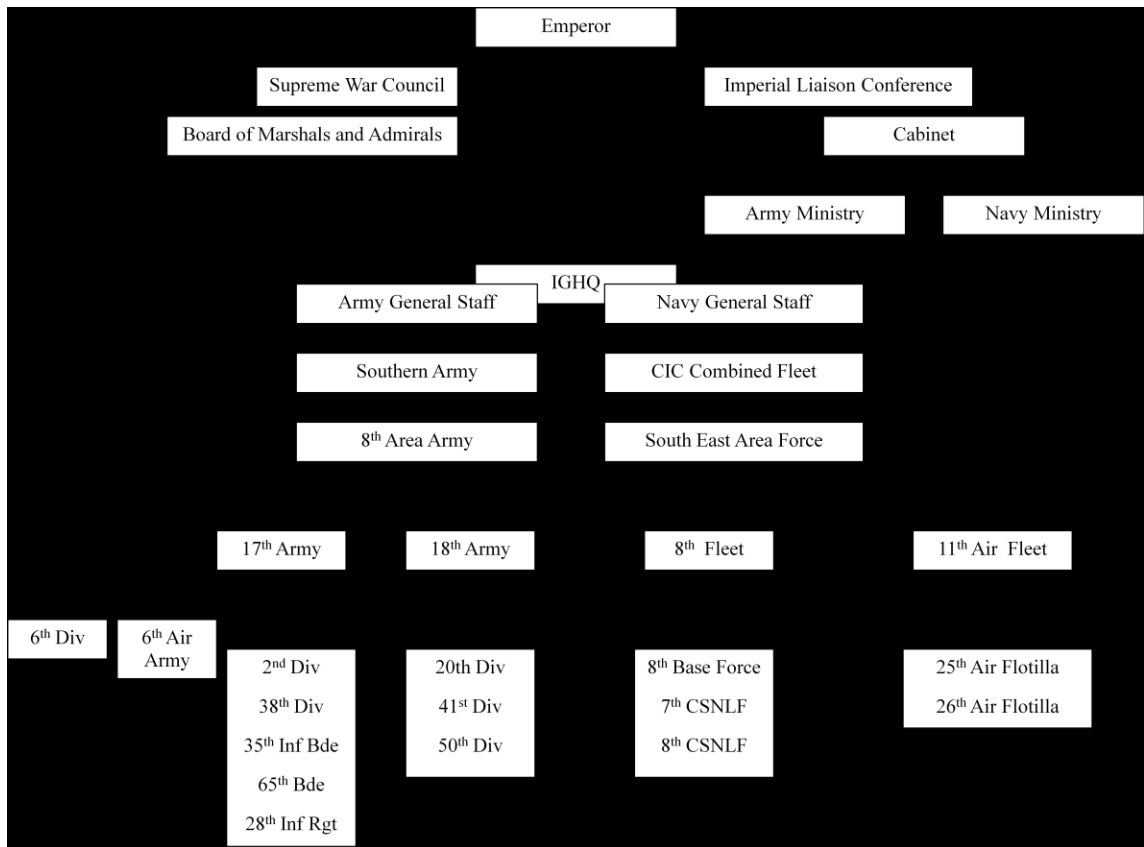 Emperor
Supreme War Council
Imperial Liaison Conference
Board of Marshals and Admirals
Cabinet
Army Ministry
Navy Ministry
IGHQ
Army General Staff
Navy General Staff
Southern Army
CIC Combined Fleet
8th Area Army
South East Area Force
17th Army
18th Army
8th Fleet
11th Air Fleet
6th Div
6th Air
Army
2nd Div
38th Div
35th Inf Bde
65th Bde
28th Inf Rgt
20th Div
41st Div
50th Div
8th Base Force
7th CSNLF
8th CSNLF
25th Air Flotilla
26th Air Flotilla